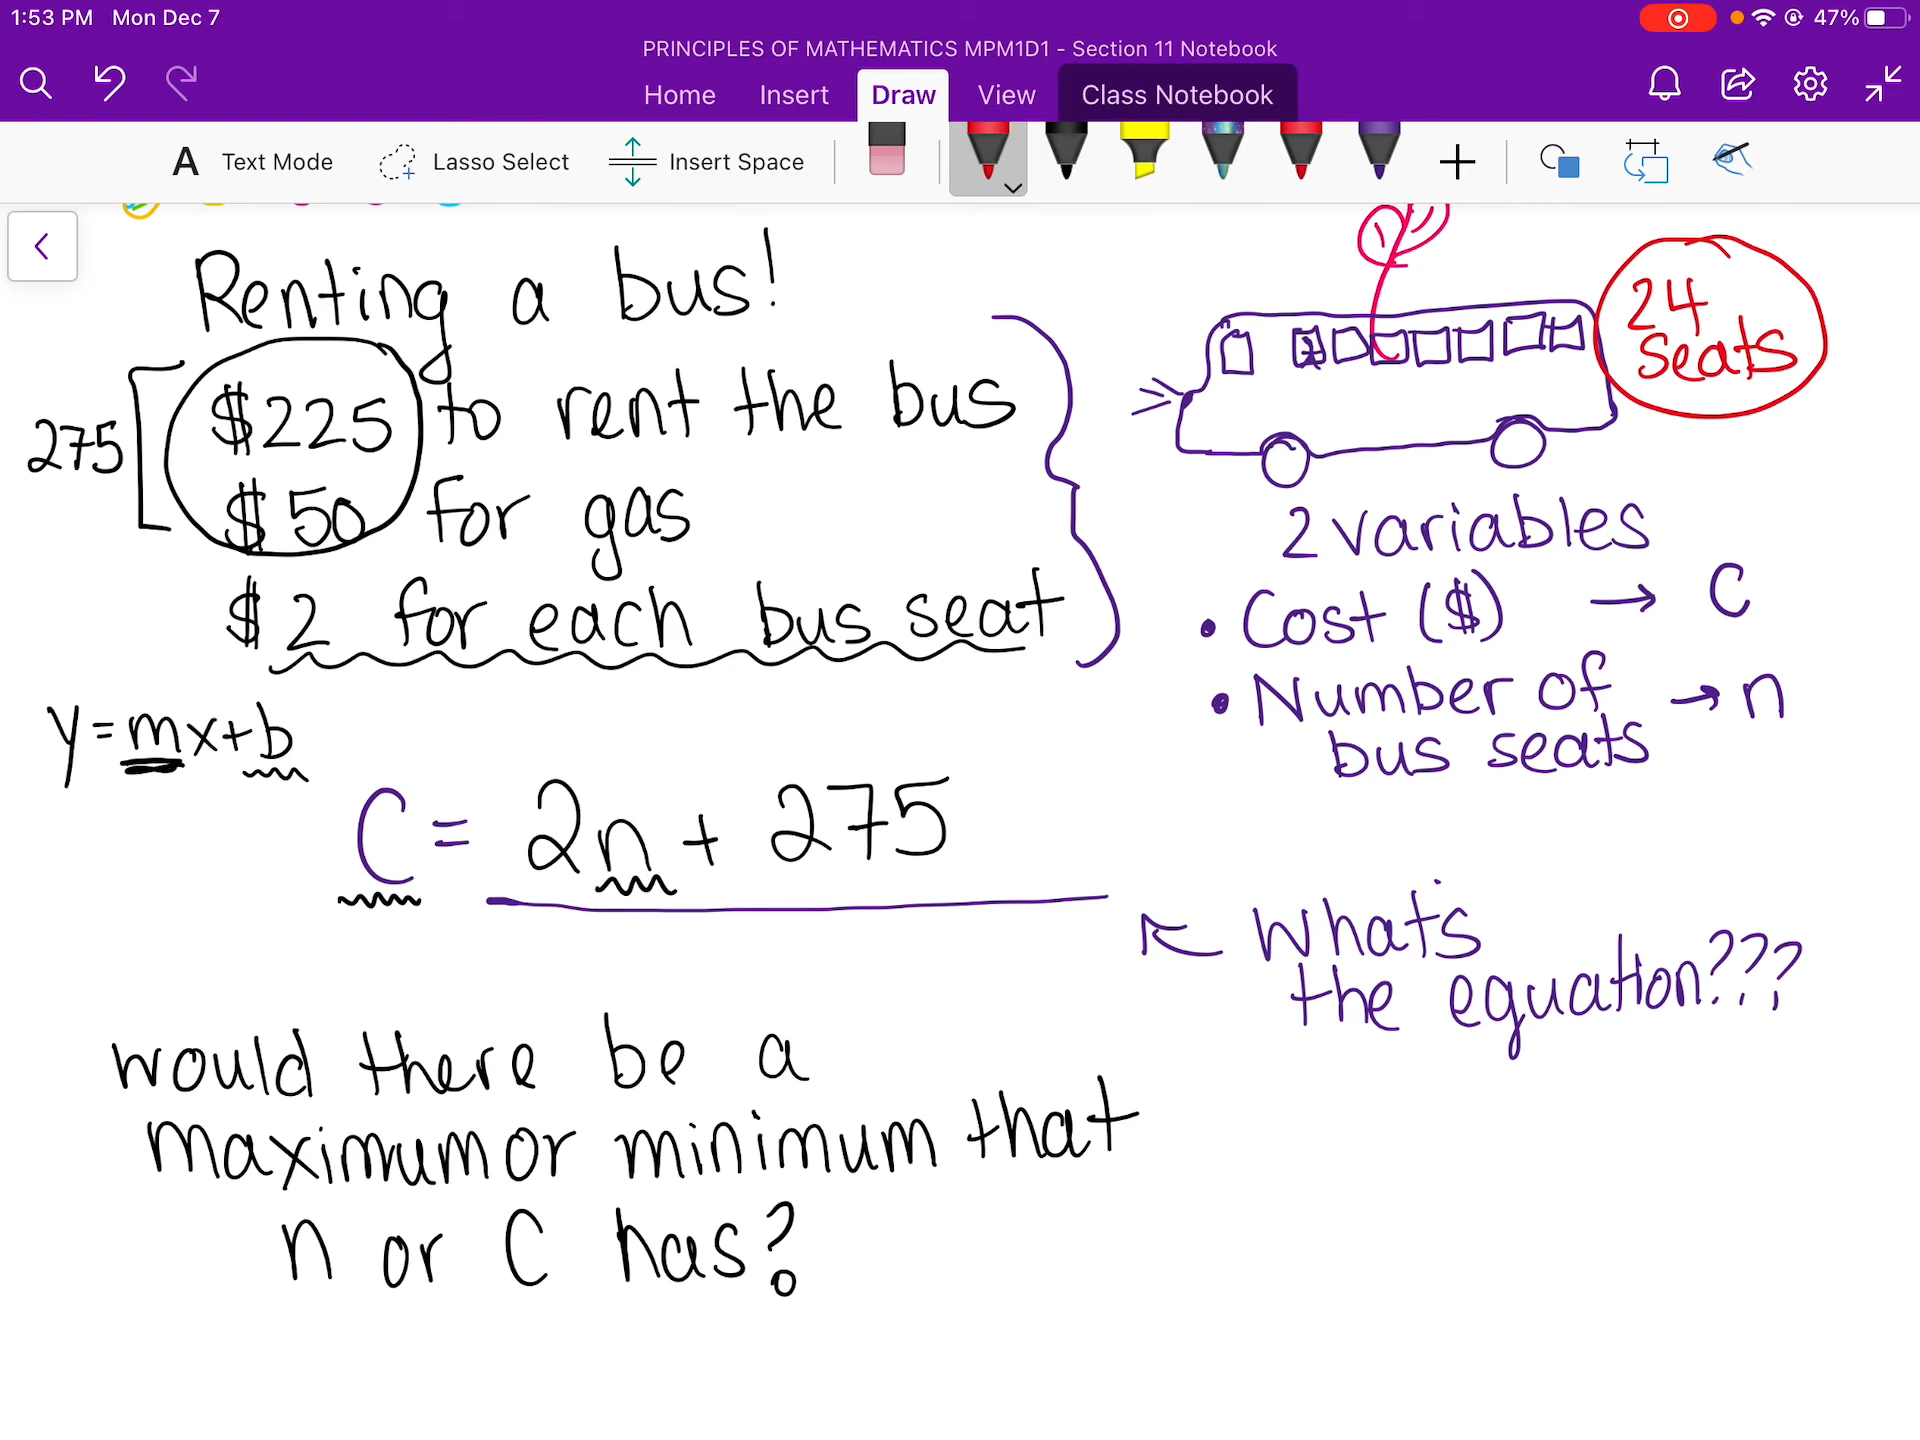 1:53 PM Mon Dec 7
47%
PRINCIPLES OF MATHEMATICS MPM1D1 - Section 11 Notebook
Home Insert Draw View Class Notebook
A Text Mode Lasso Select Insert Space
Renting a bus!
275
$225 to rent the bus
$50 for gas
$2 for each bus seat
y=mx+b
C = 2n + 275
would there be a
maximum or minimum that
n or C has?
24
seats
2 variables
• Cost ($) → C
• Number of → n
bus seats
What's
the equation???